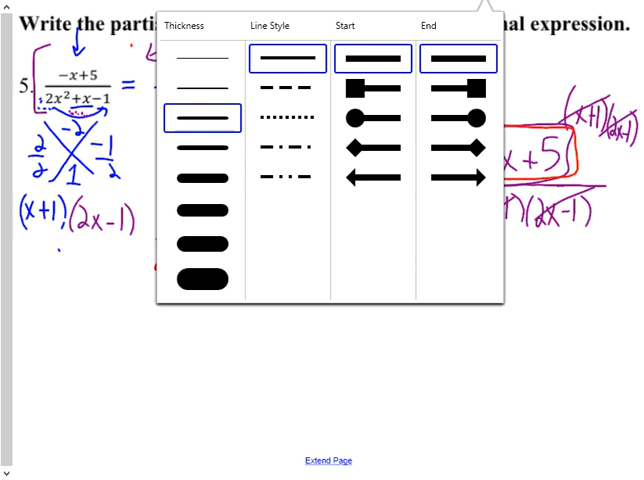 Write the parti
nal expression.
Thickness Line Style Start End
5. -x+5 =
2x² +x-1
-2
2/2 -1/2
1
(x+1)(2x-1)
(x+1)(2x-1)
x+5
)(2x-1)
Extend Page